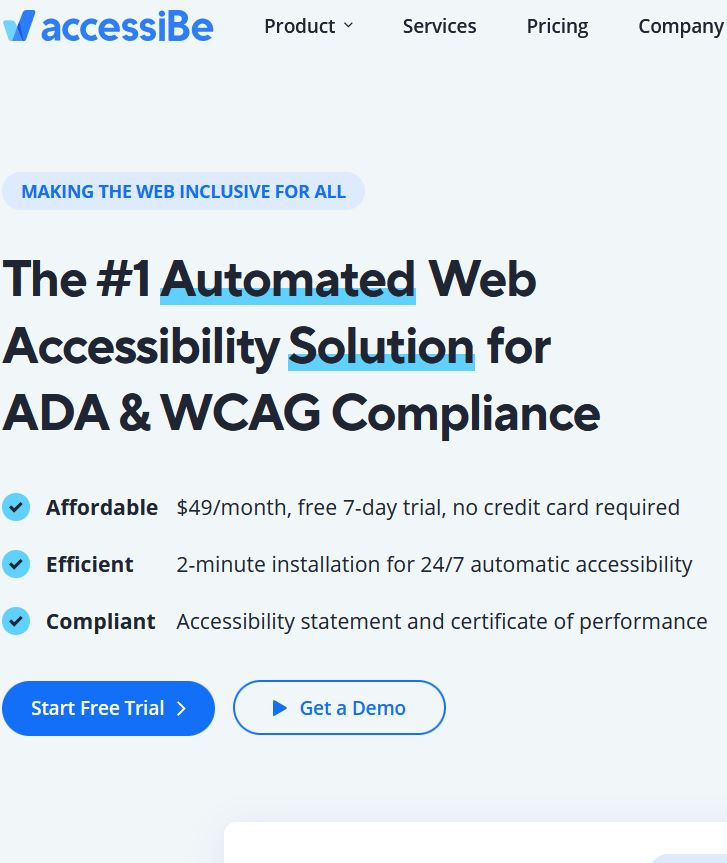 accessiBe
Product Services Pricing Company
MAKING THE WEB INCLUSIVE FOR ALL
The #1 Automated Web
Accessibility Solution for
ADA & WCAG Compliance
Affordable $49/month, free 7-day trial, no credit card required
Efficient 2-minute installation for 24/7 automatic accessibility
Compliant Accessibility statement and certificate of performance
Start Free Trial Get a Demo